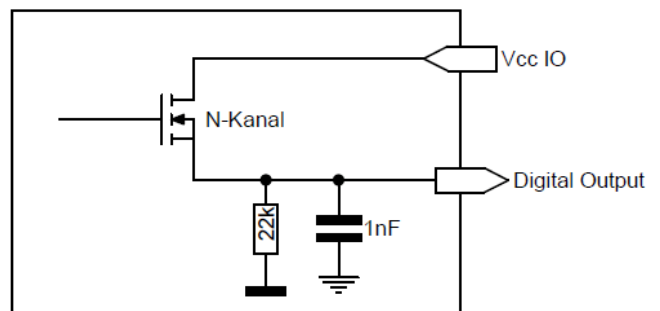 Vcc IO
N-Kanal
Digital Output
22k
1nF